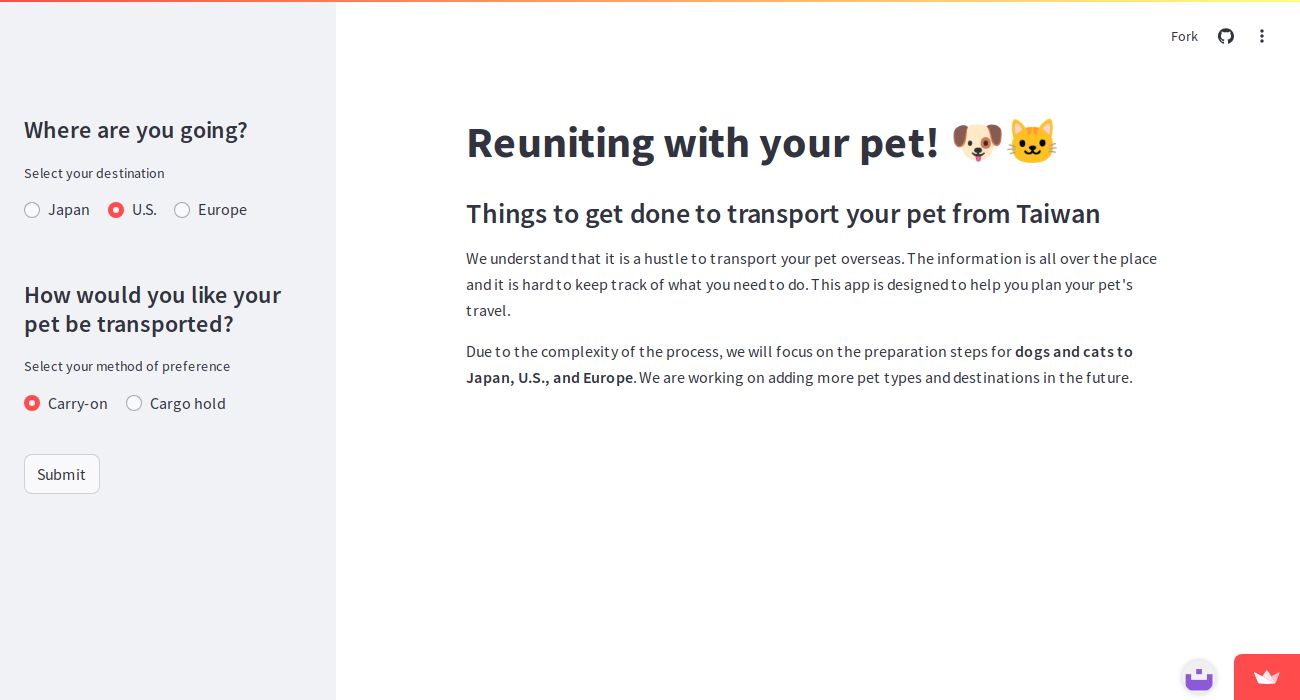 Fork
Where are you going?
Select your destination
Japan U.S. Europe
How would you like your
pet be transported?
Select your method of preference
Carry-on Cargo hold
Submit
Reuniting with your pet! 🐶🐱
Things to get done to transport your pet from Taiwan
We understand that it is a hustle to transport your pet overseas. The information is all over the place
and it is hard to keep track of what you need to do. This app is designed to help you plan your pet's
travel.
Due to the complexity of the process, we will focus on the preparation steps for dogs and cats to
Japan, U.S., and Europe. We are working on adding more pet types and destinations in the future.